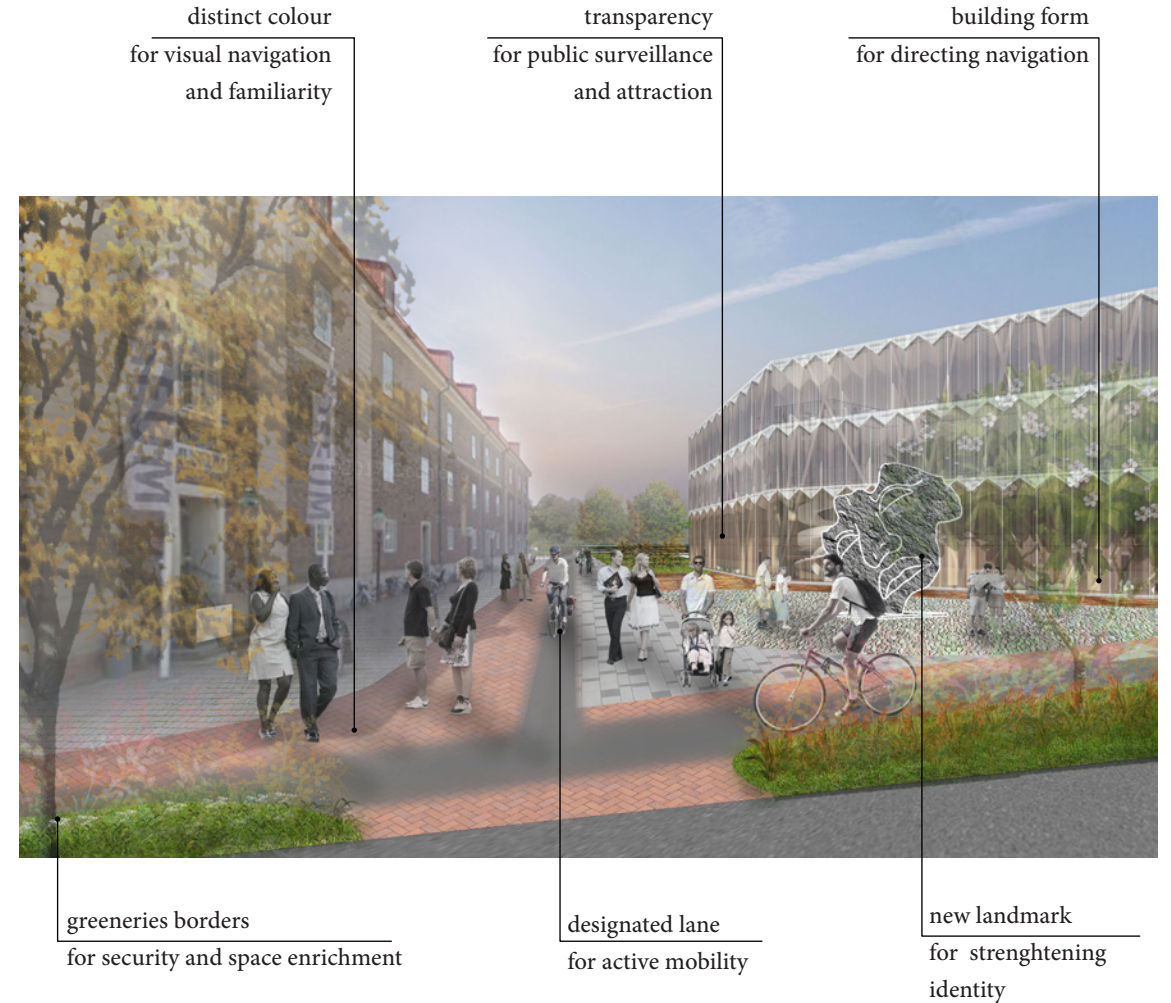 distinct colour
for visual navigation
and familiarity
transparency
for public surveillance
and attraction
building form
for directing navigation
greeneries borders
for security and space enrichment
designated lane
for active mobility
new landmark
for strenghtening
identity